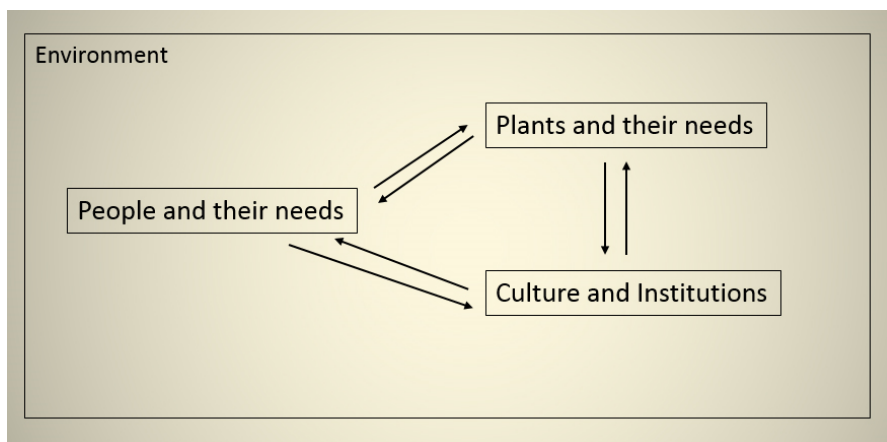 Environment
Plants and their needs
People and their needs
Culture and Institutions